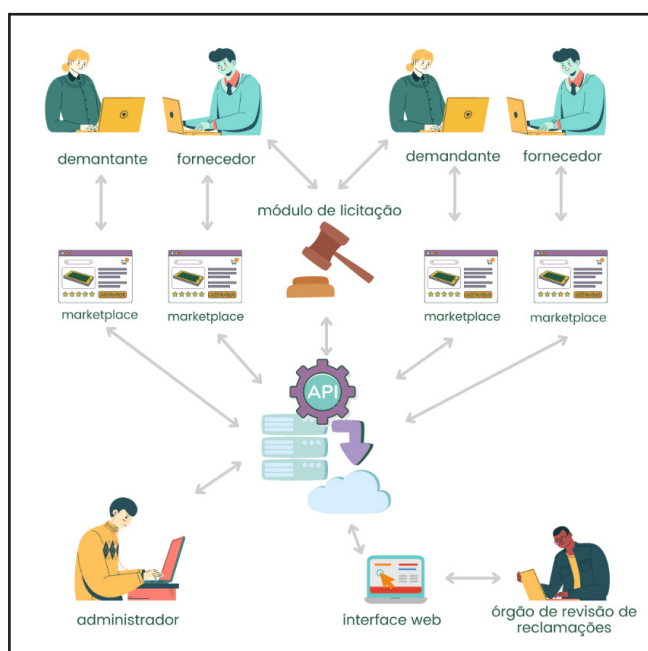 demantante
fornecedor
demandante
fornecedor
módulo de licitação
marketplace
marketplace
marketplace
marketplace
API
administrador
interface web
órgão de revisão de
reclamações